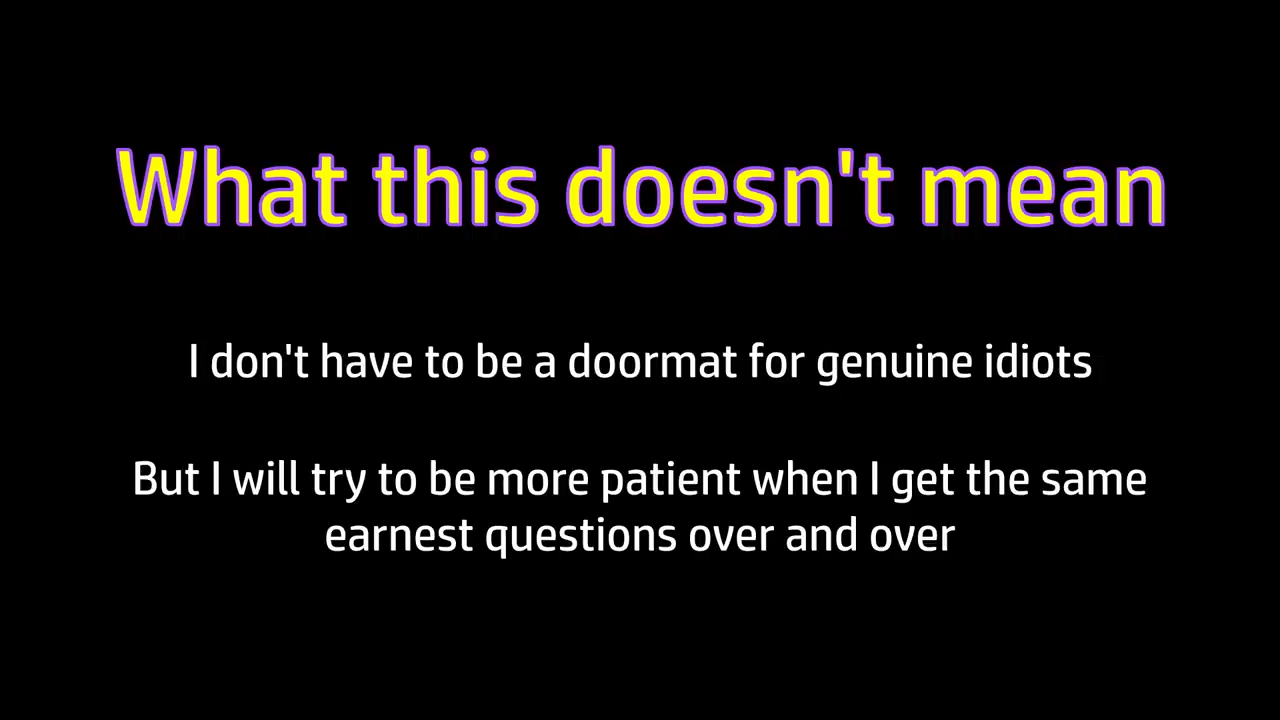 What this doesn't mean
I don't have to be a doormat for genuine idiots
But I will try to be more patient when I get the same
earnest questions over and over